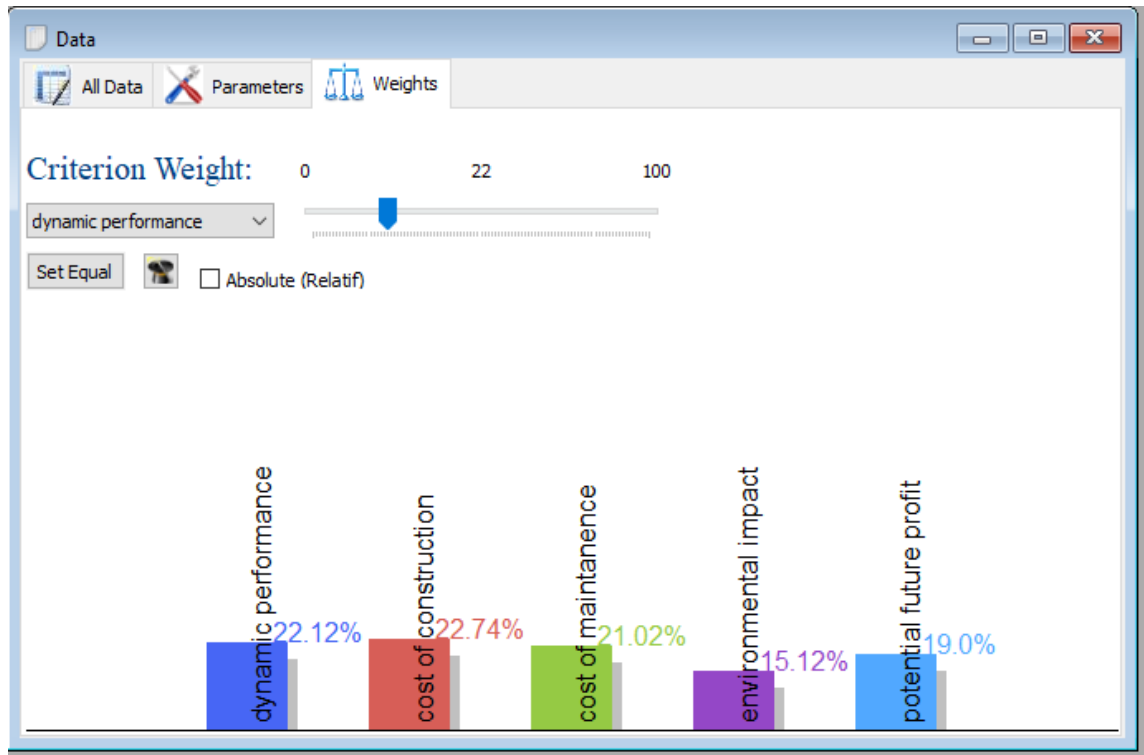 Data
All Data Parameters Weights
Criterion Weight: 0 22 100
dynamic performance
Set Equal Absolute (Relatif)
dynamic performance
22.12%
cost of construction
22.74%
cost of maintanence
21.02%
environmental impact
15.12%
potential future profit
19.0%